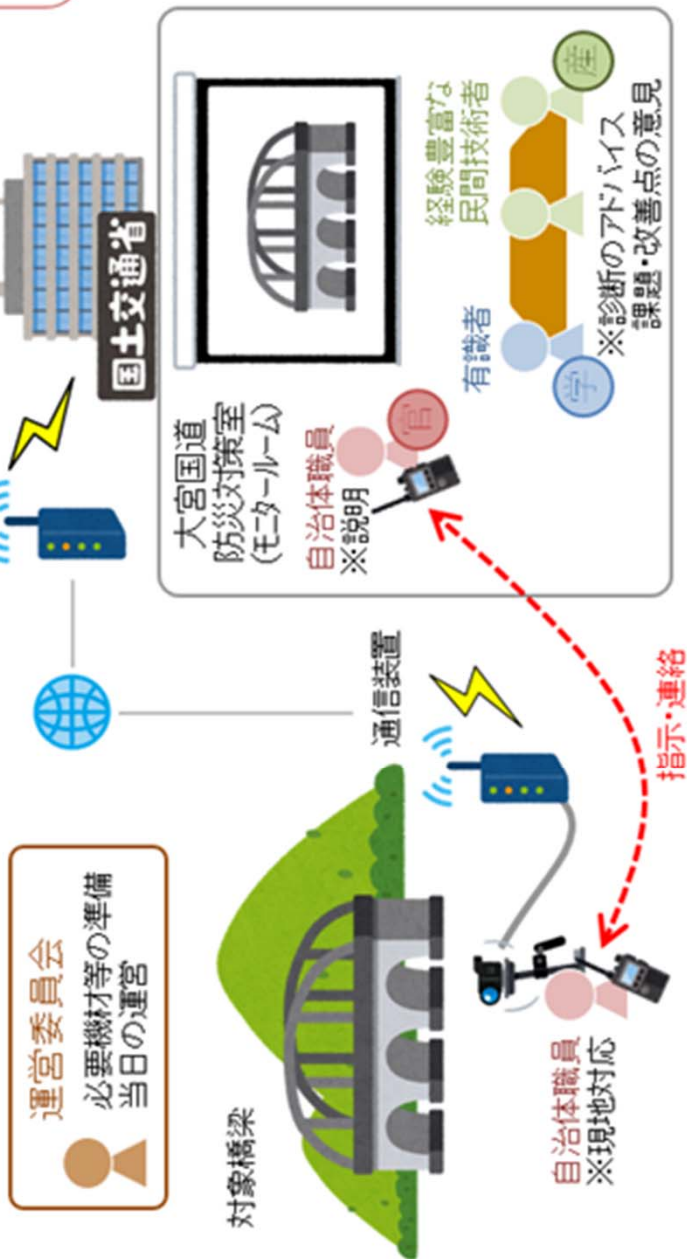 運営委員会
必要機材等の準備
当日の運営
対象橋梁
自治体職員
※現地対応
通信装置
指示・連絡
国土交通省
大宮国道
防災対策室
(モニタールーム)
自治体職員
※説明
官
有識者
学
経験豊富な
民間技術者
産
※診断のアドバイス
課題・改善点の意見